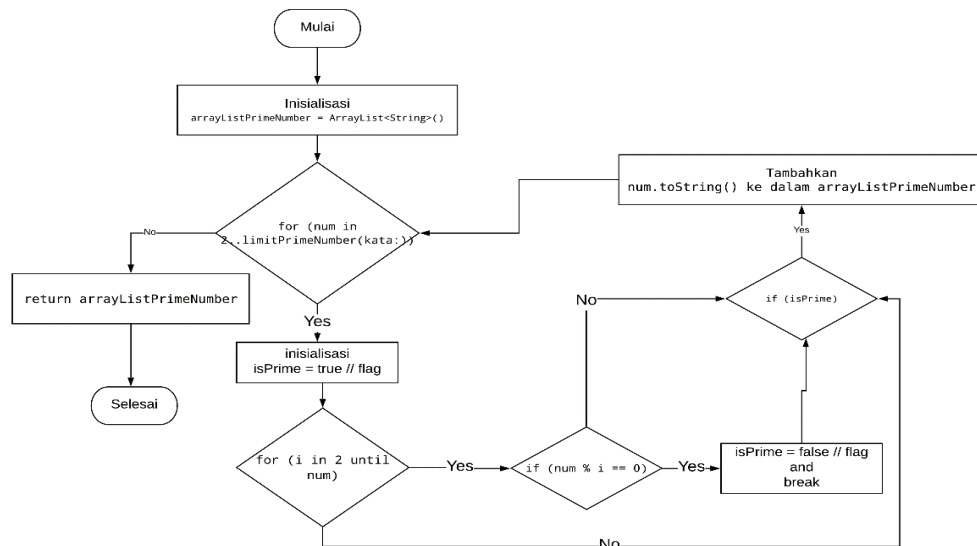 Mulai
Inisialisasi
arrayListPrimeNumber = ArrayList<String>()
for (num in
2..limitPrimeNumber(kata:))
No
return arrayListPrimeNumber
Selesai
Yes
inisialisasi
isPrime = true // flag
for (i in 2 until
num)
Yes
if (num % i == 0)
Yes
isPrime = false // flag
and
break
No
No
if (isPrime)
Yes
Tambahkan
num.toString() ke dalam arrayListPrimeNumber